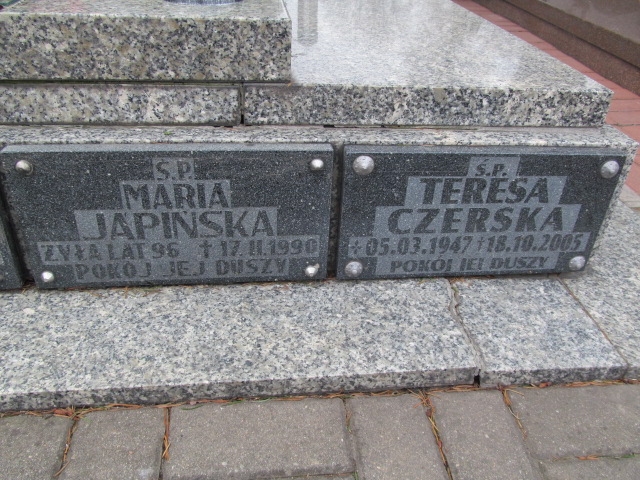 Ś.P.
MARIA
JAPIŃSKA
ŻYŁA LAT 96 †17.II.1990
POKÓJ JEJ DUSZY
Ś.P.
TERESA
CZERSKA
*05.03.1947 †18.10.2005
POKÓJ JEJ DUSZY